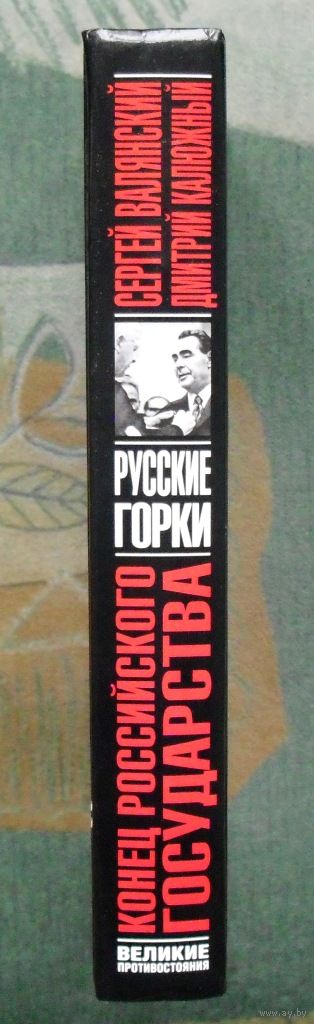 СЕРГЕЙ ВАЛЯНСКИЙ
ДМИТРИЙ КАЛЮЖНЫЙ
РУССКИЕ
ГОРКИ
КОНЕЦ РОССИЙСКОГО
ГОСУДАРСТВА
ВЕЛИКИЕ
ПРОТИВОСТОЯНИЯ
www.ay.by